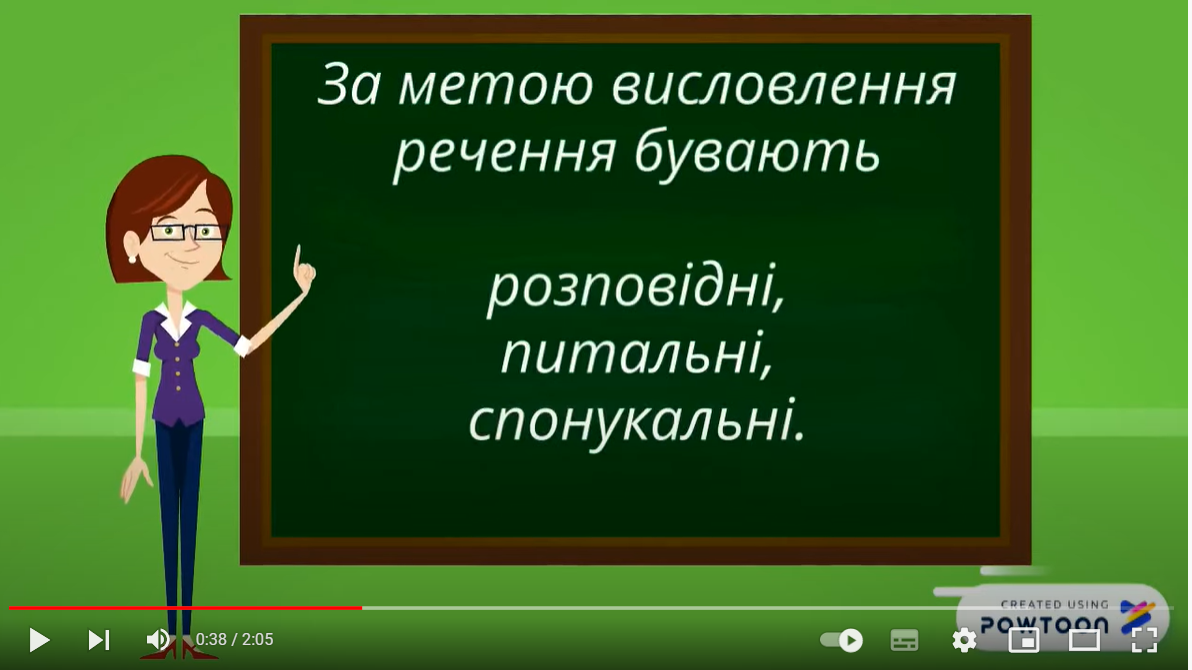 За метою висловлення
речення бувають
розповідні,
питальні,
спонукальні.
CREATED USING
POWTOON
0:38 / 2:05